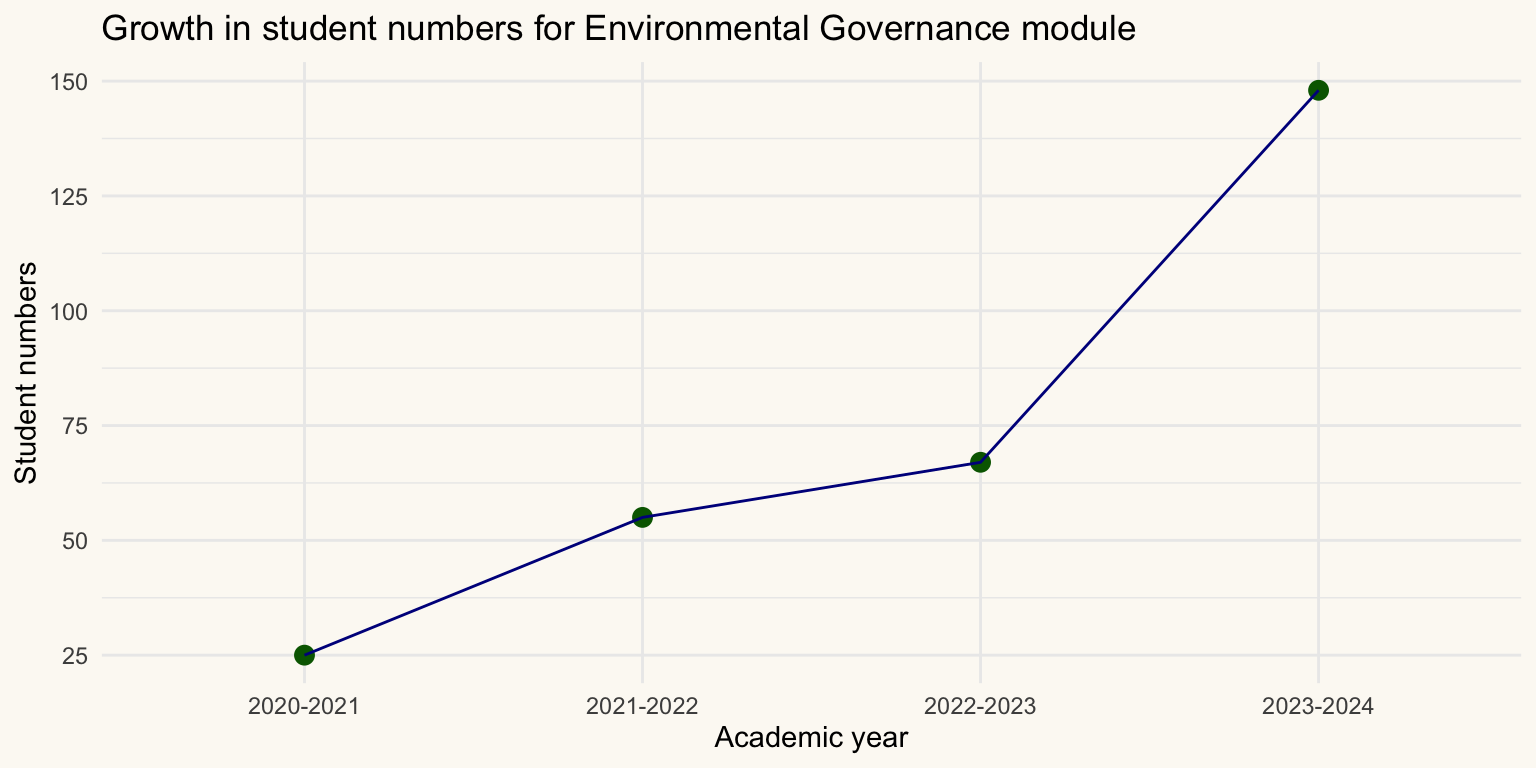 Growth in student numbers for Environmental Governance module
150
125
100
75
50
25
Student numbers
2020-2021 2021-2022 2022-2023 2023-2024
Academic year